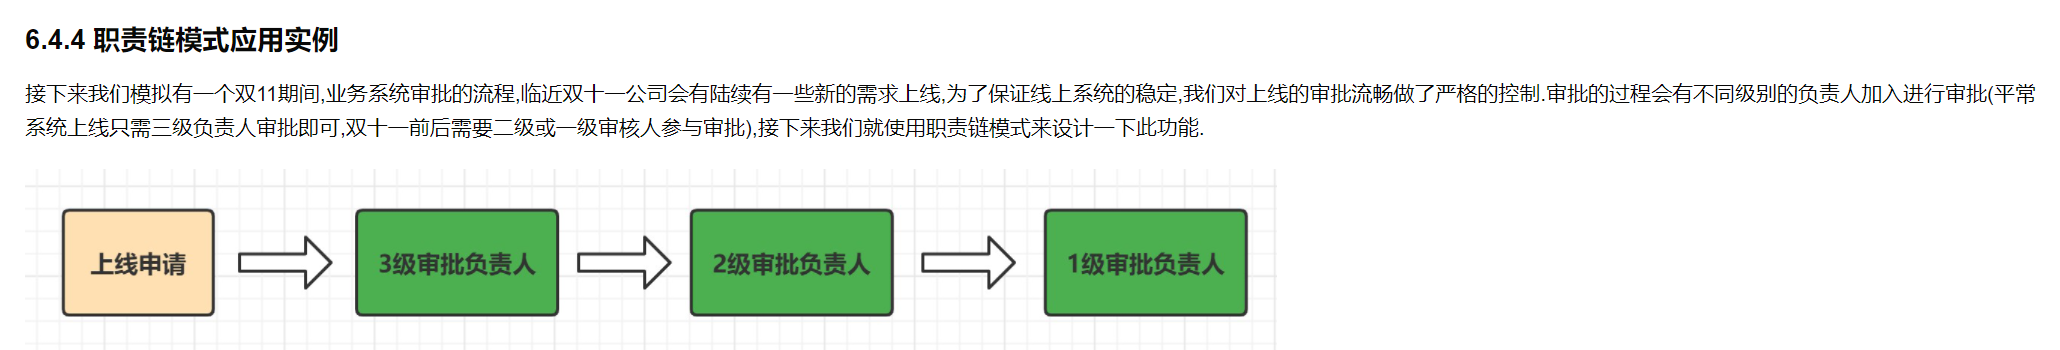 6.4.4 职责链模式应用实例
接下来我们模拟有一个双11期间,业务系统审批的流程,临近双十一公司会有陆续有一些新的需求上线,为了保证线上系统的稳定,我们对上线的审批流畅做了严格的控制.审批的过程会有不同级别的负责人加入进行审批(平常
系统上线只需三级负责人审批即可,双十一前后需要二级或一级审核人参与审批),接下来我们就使用职责链模式来设计一下此功能.
上线申请
3级审批负责人
2级审批负责人
1级审批负责人